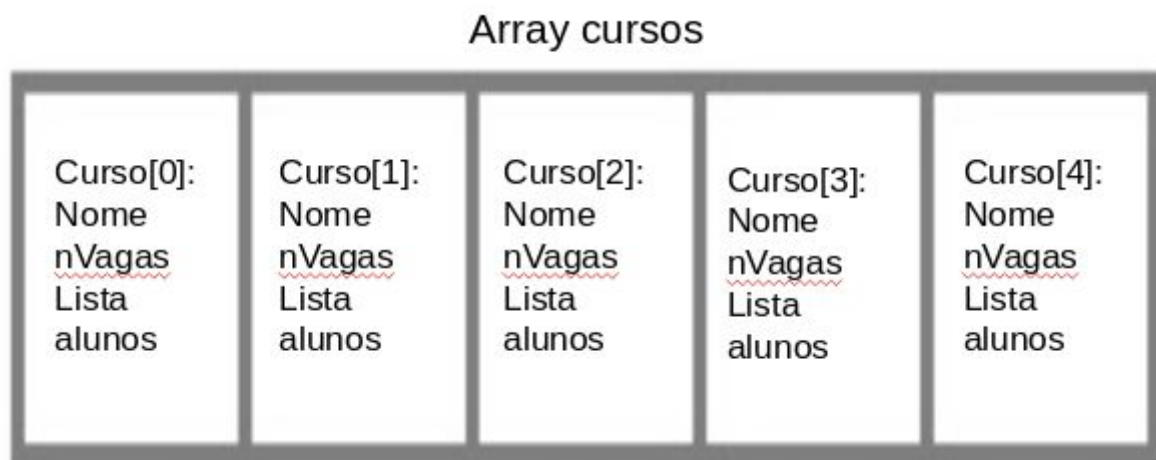 Array cursos
Curso[0]:
Nome
nVagas
Lista
alunos
Curso[1]:
Nome
nVagas
Lista
alunos
Curso[2]:
Nome
nVagas
Lista
alunos
Curso[3]:
Nome
nVagas
Lista
alunos
Curso[4]:
Nome
nVagas
Lista
alunos